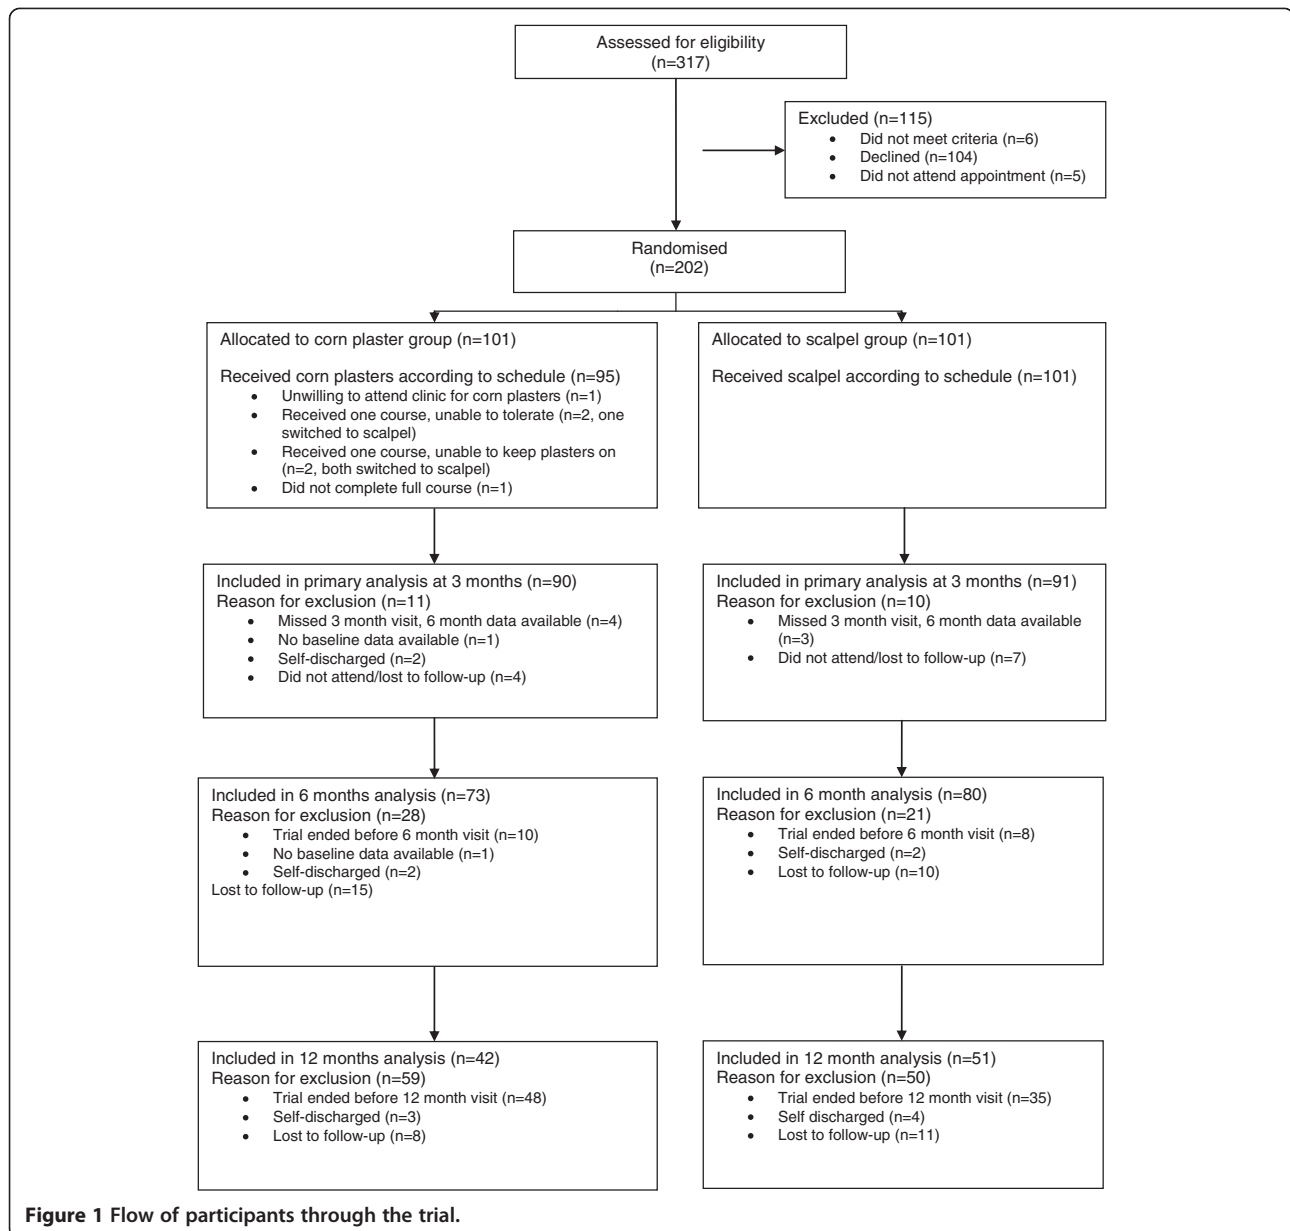 Assessed for eligibility
(n=317)
Excluded (n=115)
• Did not meet criteria (n=6)
• Declined (n=104)
• Did not attend appointment (n=5)
Randomised
(n=202)
Allocated to corn plaster group (n=101)
Received corn plasters according to schedule (n=95)
• Unwilling to attend clinic for corn plasters (n=1)
• Received one course, unable to tolerate (n=2, one
switched to scalpel)
• Received one course, unable to keep plasters on
(n=2, both switched to scalpel)
• Did not complete full course (n=1)
Allocated to scalpel group (n=101)
Received scalpel according to schedule (n=101)
Included in primary analysis at 3 months (n=90)
Reason for exclusion (n=11)
• Missed 3 month visit, 6 month data available (n=4)
• No baseline data available (n=1)
• Self-discharged (n=2)
• Did not attend/lost to follow-up (n=4)
Included in primary analysis at 3 months (n=91)
Reason for exclusion (n=10)
• Missed 3 month visit, 6 month data available
(n=3)
• Did not attend/lost to follow-up (n=7)
Included in 6 months analysis (n=73)
Reason for exclusion (n=28)
• Trial ended before 6 month visit (n=10)
• No baseline data available (n=1)
• Self-discharged (n=2)
Lost to follow-up (n=15)
Included in 6 month analysis (n=80)
Reason for exclusion (n=21)
• Trial ended before 6 month visit (n=8)
• Self-discharged (n=2)
• Lost to follow-up (n=10)
Included in 12 months analysis (n=42)
Reason for exclusion (n=59)
• Trial ended before 12 month visit (n=48)
• Self-discharged (n=3)
• Lost to follow-up (n=8)
Included in 12 month analysis (n=51)
Reason for exclusion (n=50)
• Trial ended before 12 month visit (n=35)
• Self discharged (n=4)
• Lost to follow-up (n=11)
Figure 1 Flow of participants through the trial.